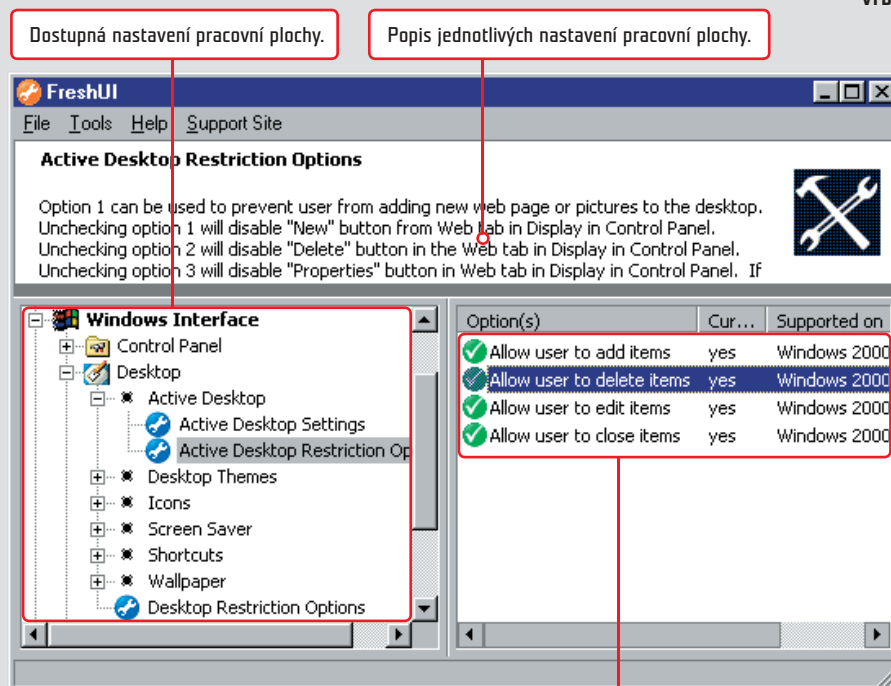 Dostupná nastavení pracovní plochy.
Popis jednotlivých nastavení pracovní plochy.
FreshUI
File Tools Help Support Site
Active Desktop Restriction Options
Option 1 can be used to prevent user from adding new web page or pictures to the desktop.
Unchecking option 1 will disable "New" button from Web tab in Display in Control Panel.
Unchecking option 2 will disable "Delete" button in the Web tab in Display in Control Panel.
Unchecking option 3 will disable "Properties" button in Web tab in Display in Control Panel. If
Windows Interface
Control Panel
Desktop
Active Desktop
Active Desktop Settings
Active Desktop Restriction Op
Desktop Themes
Icons
Screen Saver
Shortcuts
Wallpaper
Desktop Restriction Options
Option(s) Cur... Supported on
Allow user to add items yes Windows 2000
Allow user to delete items yes Windows 2000
Allow user to edit items yes Windows 2000
Allow user to close items yes Windows 2000